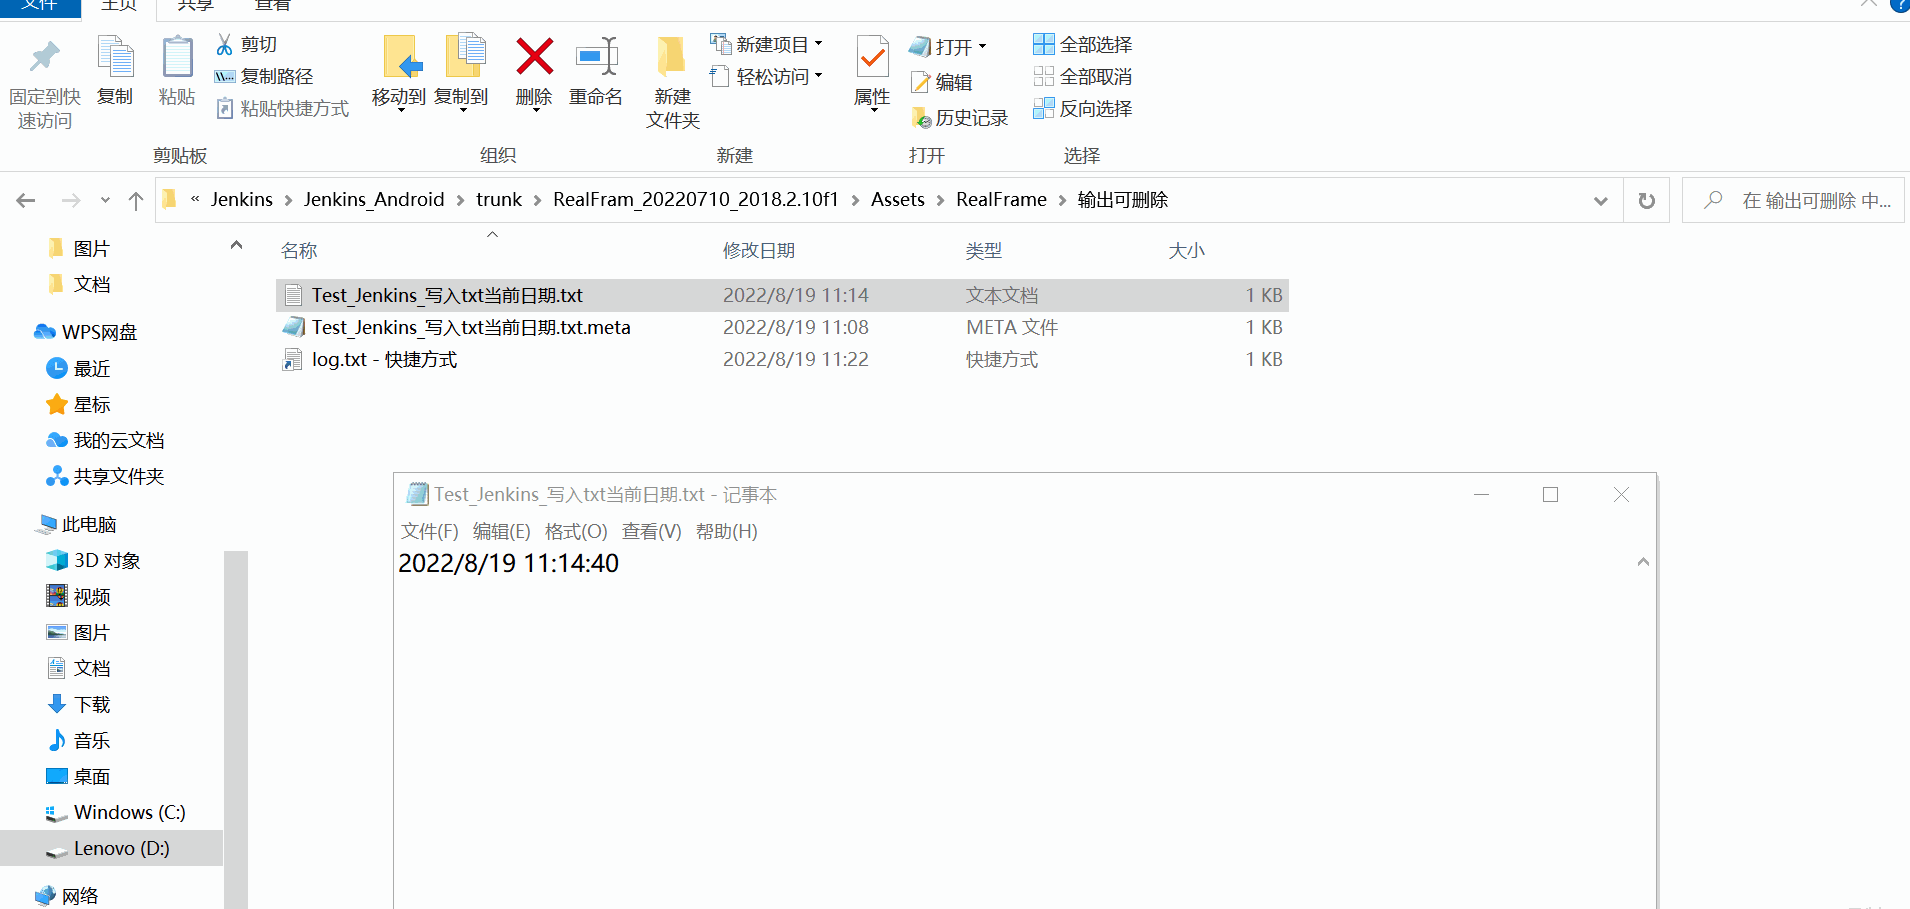 文件 主页 共享 查看
固定到快
速访问
复制
粘贴
剪切
复制路径
粘贴快捷方式
剪贴板
移动到
复制到
删除
重命名
组织
新建
文件夹
新建项目
轻松访问
新建
属性
打开
编辑
历史记录
打开
全部选择
全部取消
反向选择
选择
« Jenkins > Jenkins_Android > trunk > RealFram_20220710_2018.2.10f1 > Assets > RealFrame > 输出可删除
在 输出可删除 中...
图片
文档
WPS网盘
最近
星标
我的云文档
共享文件夹
此电脑
3D 对象
视频
图片
文档
下载
音乐
桌面
Windows (C:)
Lenovo (D:)
网络
名称 修改日期 类型 大小
Test_Jenkins_写入txt当前日期.txt 2022/8/19 11:14 文本文档 1 KB
Test_Jenkins_写入txt当前日期.txt.meta 2022/8/19 11:08 META 文件 1 KB
log.txt - 快捷方式 2022/8/19 11:22 快捷方式 1 KB
Test_Jenkins_写入txt当前日期.txt - 记事本
文件(F) 编辑(E) 格式(O) 查看(V) 帮助(H)
2022/8/19 11:14:40